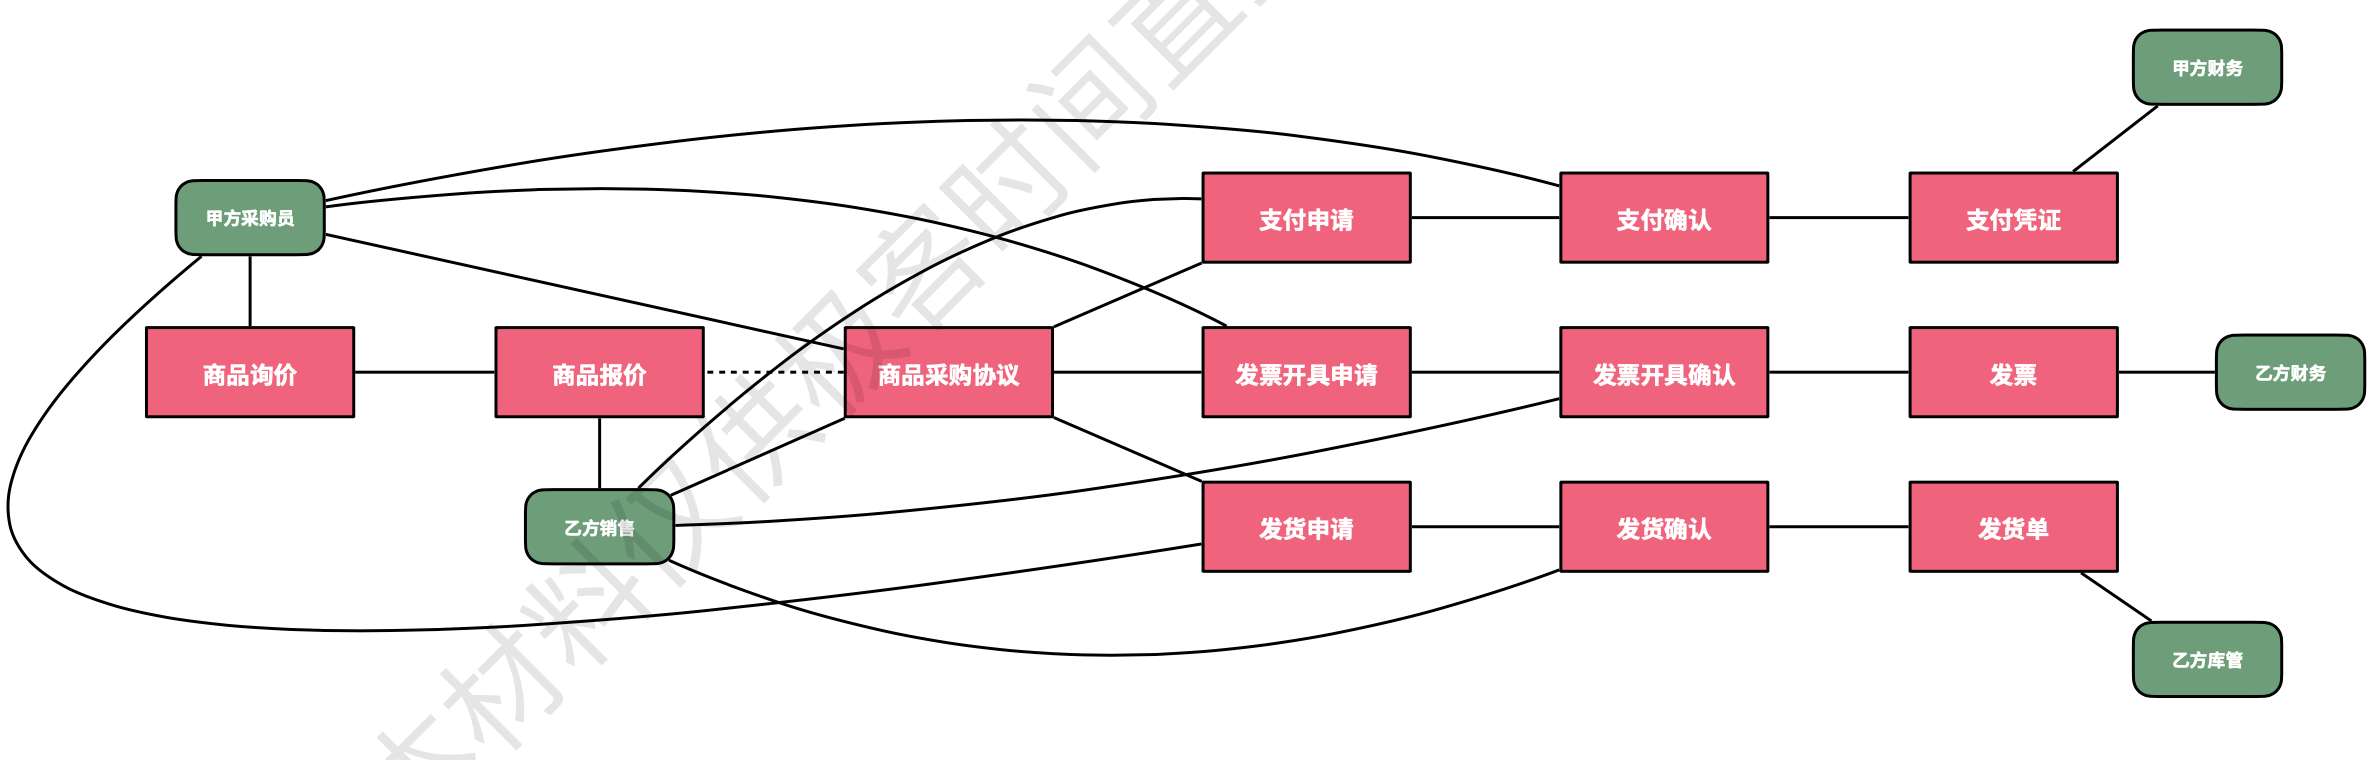 甲方财务
甲方采购员
支付申请
支付确认
支付凭证
商品询价
商品报价
商品采购协议
发票开具申请
发票开具确认
发票
乙方财务
乙方销售
发货申请
发货确认
发货单
乙方库管
本材料仅供极客时间直